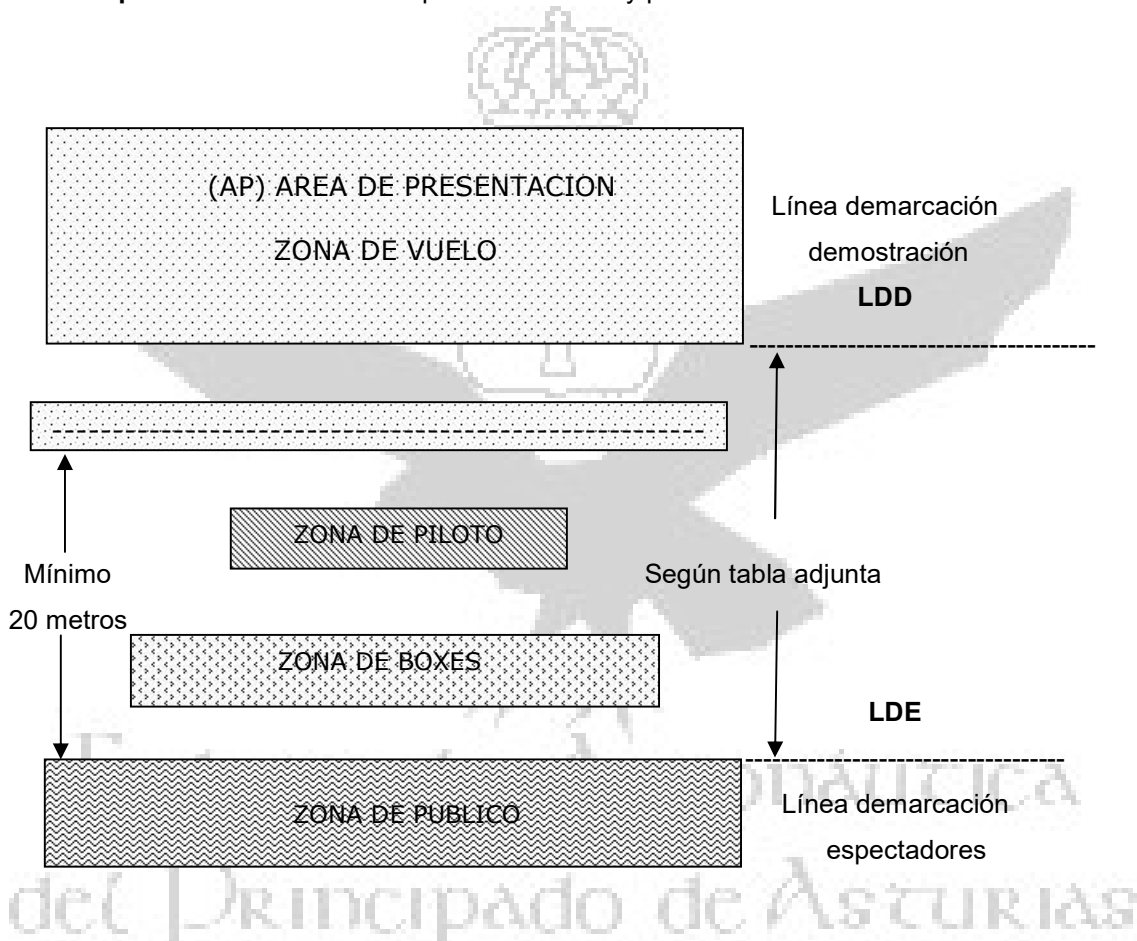 (AP) AREA DE PRESENTACION
ZONA DE VUELO
Línea demarcación
demostración
LDD
ZONA DE PILOTO
Mínimo
20 metros
Según tabla adjunta
ZONA DE BOXES
LDE
ZONA DE PUBLICO
Línea demarcación
espectadores
del Principado de Asturias